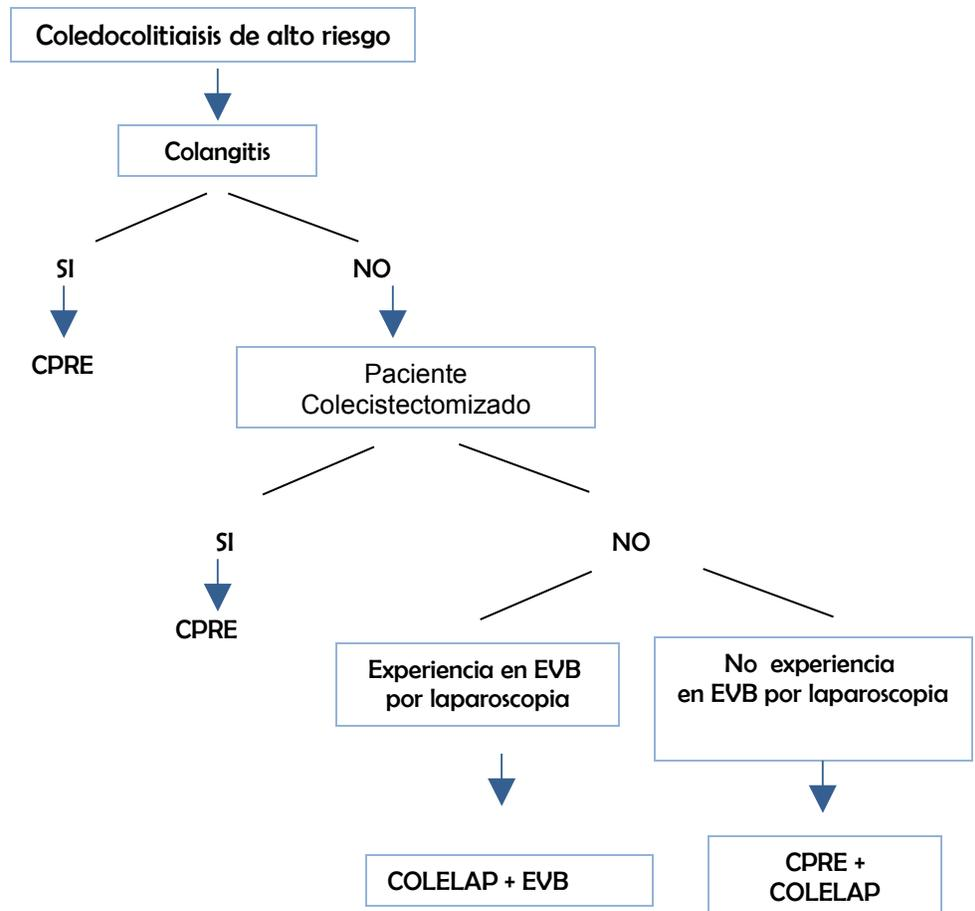 Coledocolitiaisis de alto riesgo
Colangitis
SI
NO
CPRE
Paciente
Colecistectomizado
SI
NO
CPRE
Experiencia en EVB
por laparoscopia
No experiencia
en EVB por laparoscopia
COLELAP + EVB
CPRE +
COLELAP